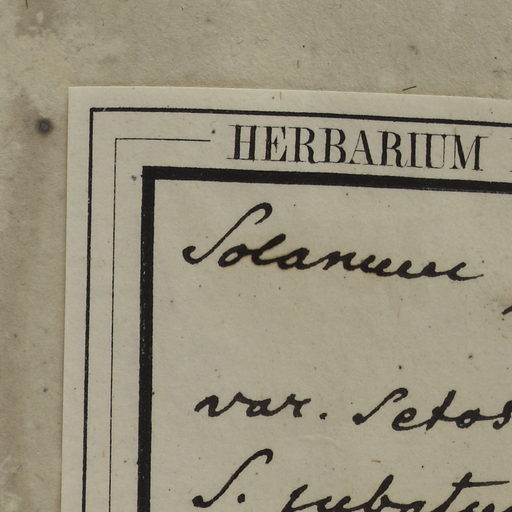 HERBARIUM
Solanum
var. setos
S.